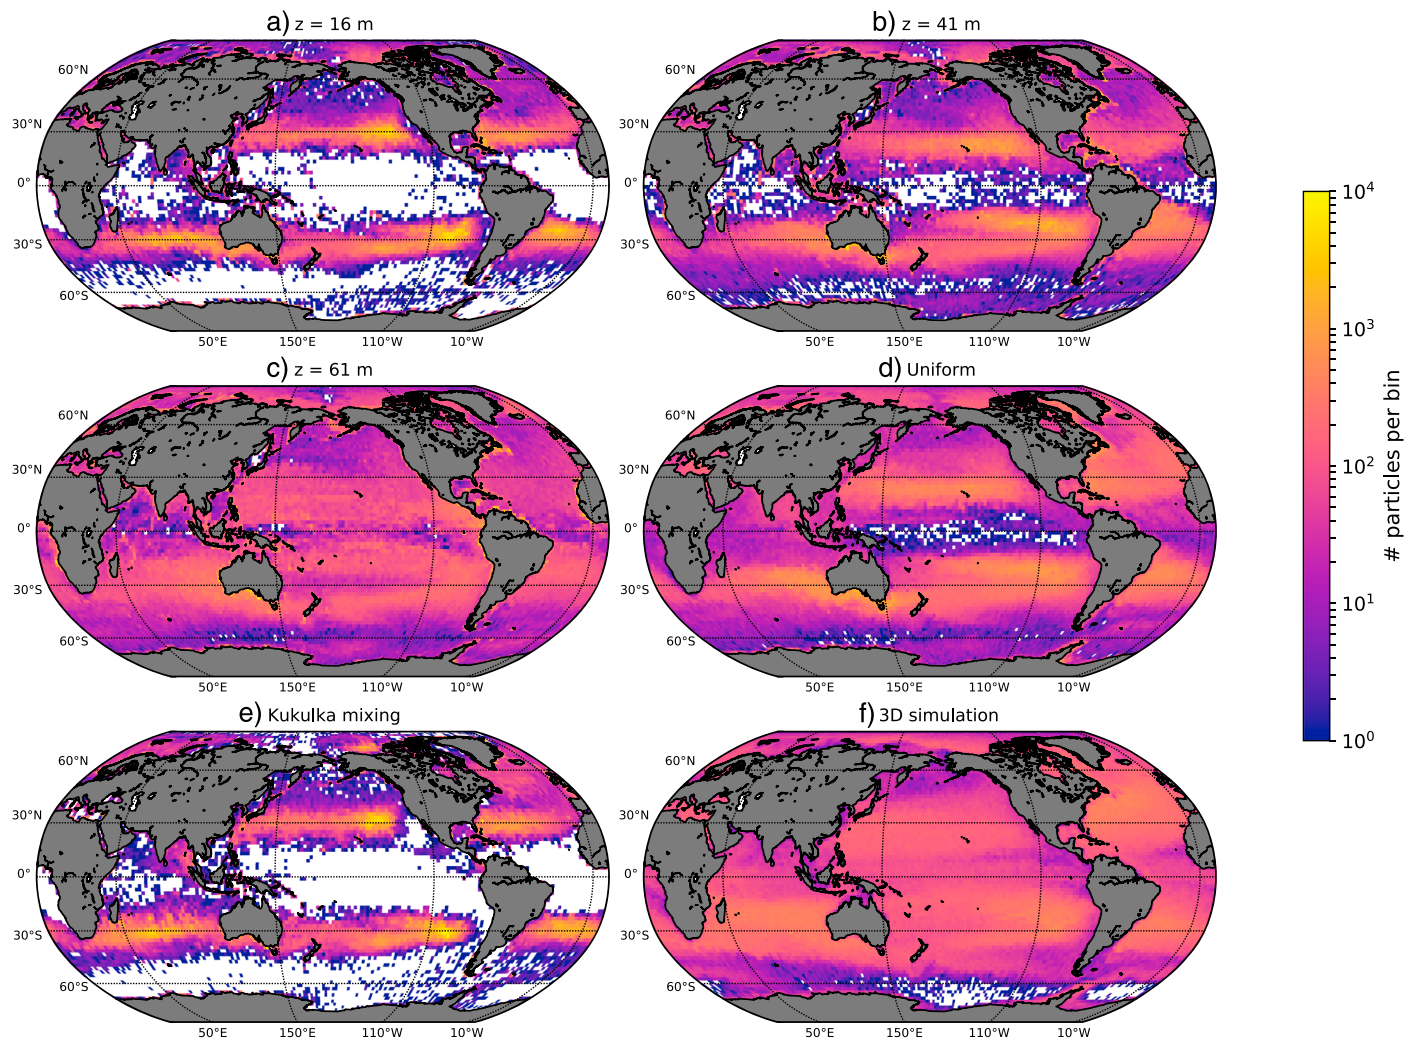 a) z = 16 m
b) z = 41 m
60°N
30°N
0°
30°S
60°S
50°E 150°E 110°W 10°W
60°N
30°N
0°
30°S
60°S
50°E 150°E 110°W 10°W
c) z = 61 m
d) Uniform
60°N
30°N
0°
30°S
60°S
50°E 150°E 110°W 10°W
60°N
30°N
0°
30°S
60°S
50°E 150°E 110°W 10°W
e) Kukulka mixing
f) 3D simulation
60°N
30°N
0°
30°S
60°S
50°E 150°E 110°W 10°W
60°N
30°N
0°
30°S
60°S
50°E 150°E 110°W 10°W
10⁴
10³
10²
10¹
10⁰
# particles per bin